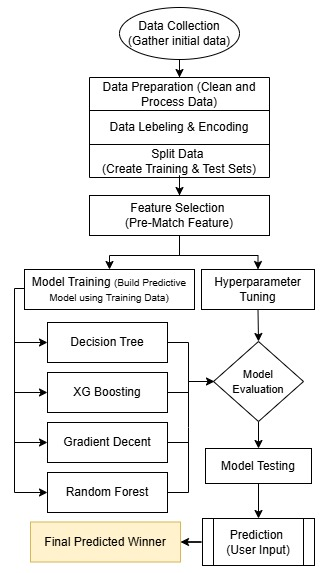 Data Collection
(Gather initial data)
Data Preparation (Clean and
Process Data)
Data Lebeling & Encoding
Split Data
(Create Training & Test Sets)
Feature Selection
(Pre-Match Feature)
Model Training (Build Predictive
Model using Training Data)
Hyperparameter
Tuning
Decision Tree
XG Boosting
Gradient Decent
Random Forest
Model
Evaluation
Model Testing
Prediction
(User Input)
Final Predicted Winner